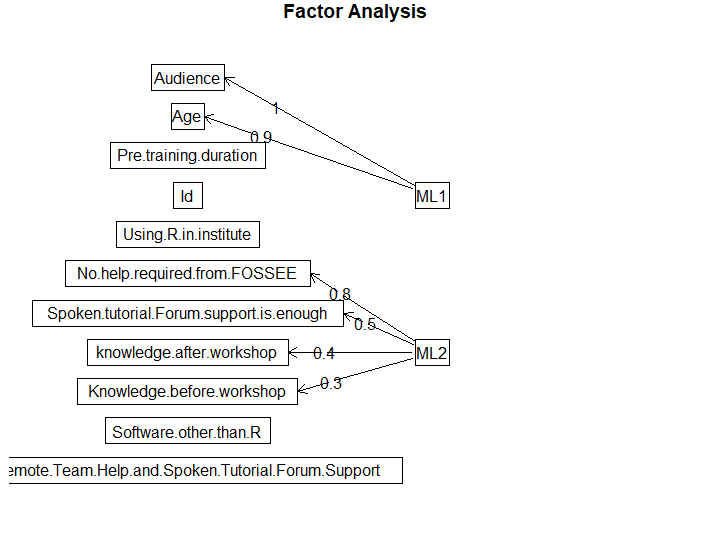 Factor Analysis
Audience
1
Age
0.9
Pre.training.duration
Id
ML1
Using.R.in.institute
No.help.required.from.FOSSEE
0.8
Spoken.tutorial.Forum.support.is.enough
0.5
knowledge.after.workshop
0.4
ML2
Knowledge.before.workshop
0.3
Software.other.than.R
emote.Team.Help.and.Spoken.Tutorial.Forum.Support